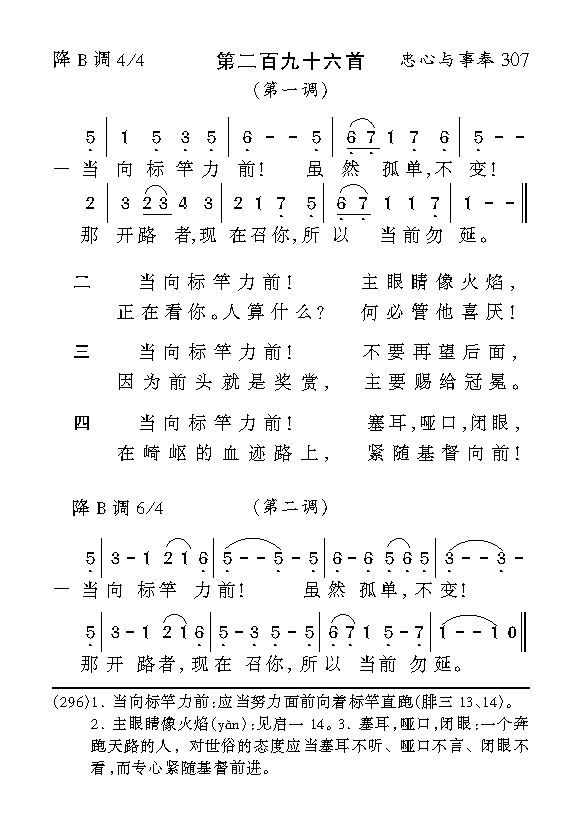 降B调4/4 第二百九十六首 忠心与事奉 307
(第一调)
5 | 1 5 3 5 | 6 - - 5 | 6 7 1 7 6 | 5 - -
一 当 向 标 竿 力 前! 虽 然 孤单,不 变!
2 | 3 2 3 4 3 | 2 1 7 5 | 6 7 1 1 7 | 1 - - ‖
那 开路 者,现 在召你,所 以 当前勿 延。
二 当向标竿力前! 主眼睛像火焰,
正在看你。人算什么? 何必管他喜厌!
三 当向标竿力前! 不要再望后面,
因为前头就是奖赏, 主要赐给冠冕。
四 当向标竿力前! 塞耳,哑口,闭眼,
在崎岖的血迹路上, 紧随基督向前!
降B调6/4 (第二调)
5 | 3 - 1 2 1 6 | 5 - - 5 - 5 | 6 - 6 5 6 5 | 3 - - 3 -
一 当向 标竿 力前! 虽然 孤单,不变!
5 | 3 - 1 2 1 6 | 5 - 3 5 - 5 | 6 7 1 5 - 7 | 1 - - 1 0 ‖
那开 路者,现在 召你,所以 当前 勿延。
(296)1. 当向标竿力前:应当努力面前向着标竿直跑(腓三13、14)。
2. 主眼睛像火焰(yàn):见启一14。3. 塞耳,哑口,闭眼:一个奔
跑天路的人, 对世俗的态度应当塞耳不听、哑口不言、闭眼不
看,而专心紧随基督前进。